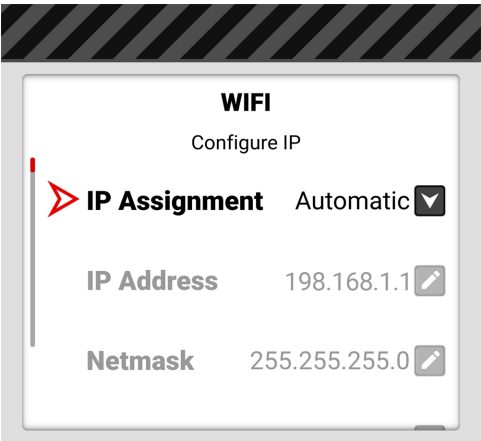 WIFI
Configure IP
IP Assignment Automatic
IP Address 198.168.1.1
Netmask 255.255.255.0